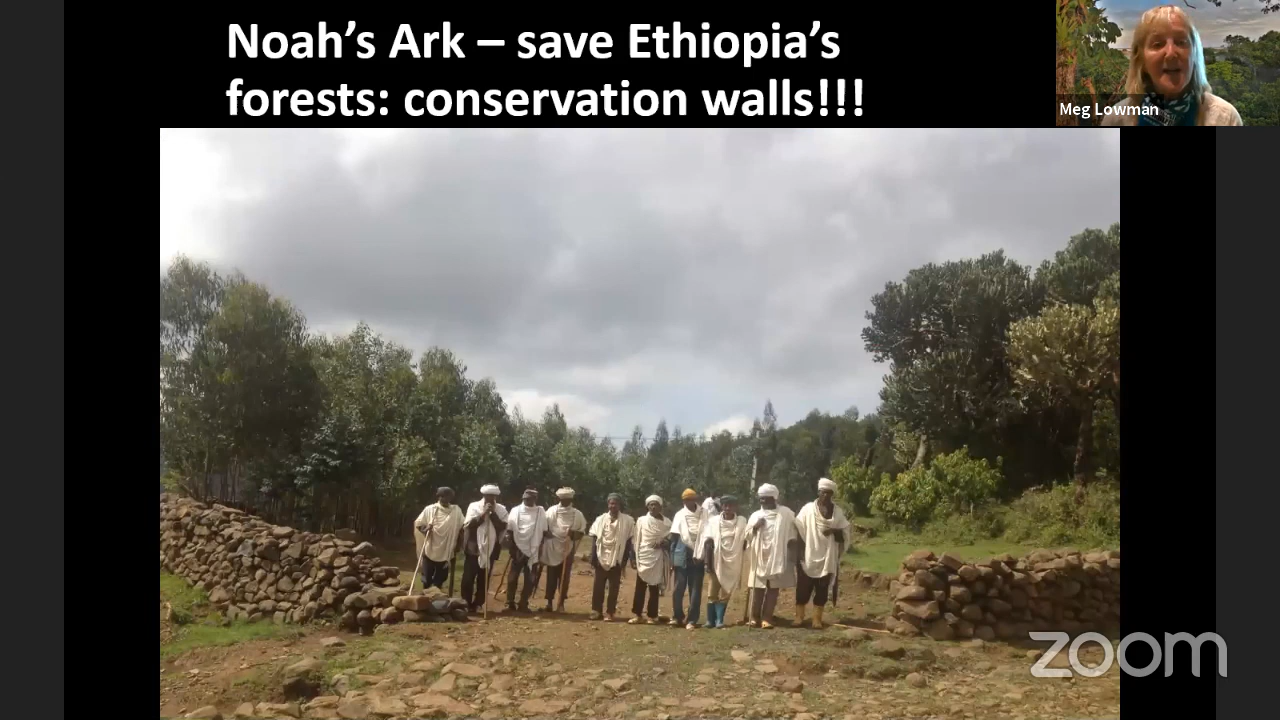 Noah’s Ark – save Ethiopia’s
forests: conservation walls!!!
Meg Lowman
zoom